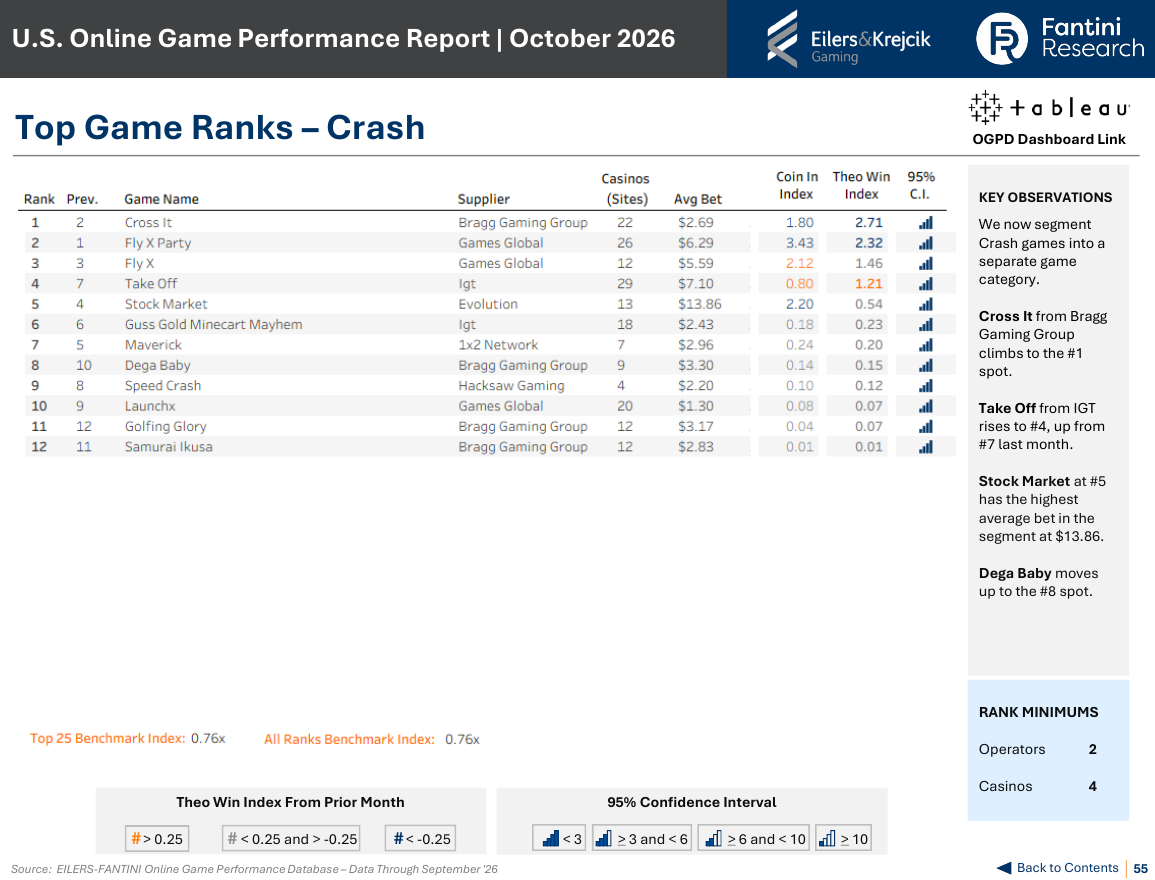 U.S. Online Game Performance Report | October 2026
Eilers&Krejcik
Gaming
Fantini
Research
Top Game Ranks – Crash
+ a b | e a u
OGPD Dashboard Link
Rank Prev. Game Name Supplier Casinos (Sites) Avg Bet Coin In Index Theo Win Index 95% C.I.
1 2 Cross It Bragg Gaming Group 22 $2.69 1.80 2.71
2 1 Fly X Party Games Global 26 $6.29 3.43 2.32
3 3 Fly X Games Global 12 $5.59 2.12 1.46
4 7 Take Off Igt 29 $7.10 0.80 1.21
5 4 Stock Market Evolution 13 $13.86 2.20 0.54
6 6 Guss Gold Minecart Mayhem Igt 18 $2.43 0.18 0.23
7 5 Maverick 1x2 Network 7 $2.96 0.24 0.20
8 10 Dega Baby Bragg Gaming Group 9 $3.30 0.14 0.15
9 8 Speed Crash Hacksaw Gaming 4 $2.20 0.10 0.12
10 9 Launchx Games Global 20 $1.30 0.08 0.07
11 12 Golfing Glory Bragg Gaming Group 12 $3.17 0.04 0.07
12 11 Samurai Ikusa Bragg Gaming Group 12 $2.83 0.01 0.01
KEY OBSERVATIONS
We now segment
Crash games into a
separate game
category.
Cross It from Bragg
Gaming Group
climbs to the #1
spot.
Take Off from IGT
rises to #4, up from
#7 last month.
Stock Market at #5
has the highest
average bet in the
segment at $13.86.
Dega Baby moves
up to the #8 spot.
RANK MINIMUMS
Operators 2
Casinos 4
Top 25 Benchmark Index: 0.76x All Ranks Benchmark Index: 0.76x
Theo Win Index From Prior Month
# > 0.25 # < 0.25 and > -0.25 # < -0.25
95% Confidence Interval
< 3 ≥ 3 and < 6 ≥ 6 and < 10 ≥ 10
Source: EILERS-FANTINI Online Game Performance Database – Data Through September '26
Back to Contents 55